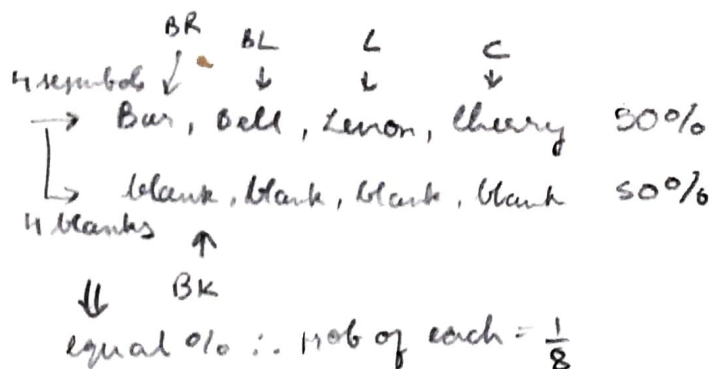 BR BL L C
4 symbols
→ Bar, Bell, Lemon, Cherry 50%
→ blank, blank, blank, blank 50%
4 blanks ↑
⇓ BK
equal % ∴ prob of each = 1/8